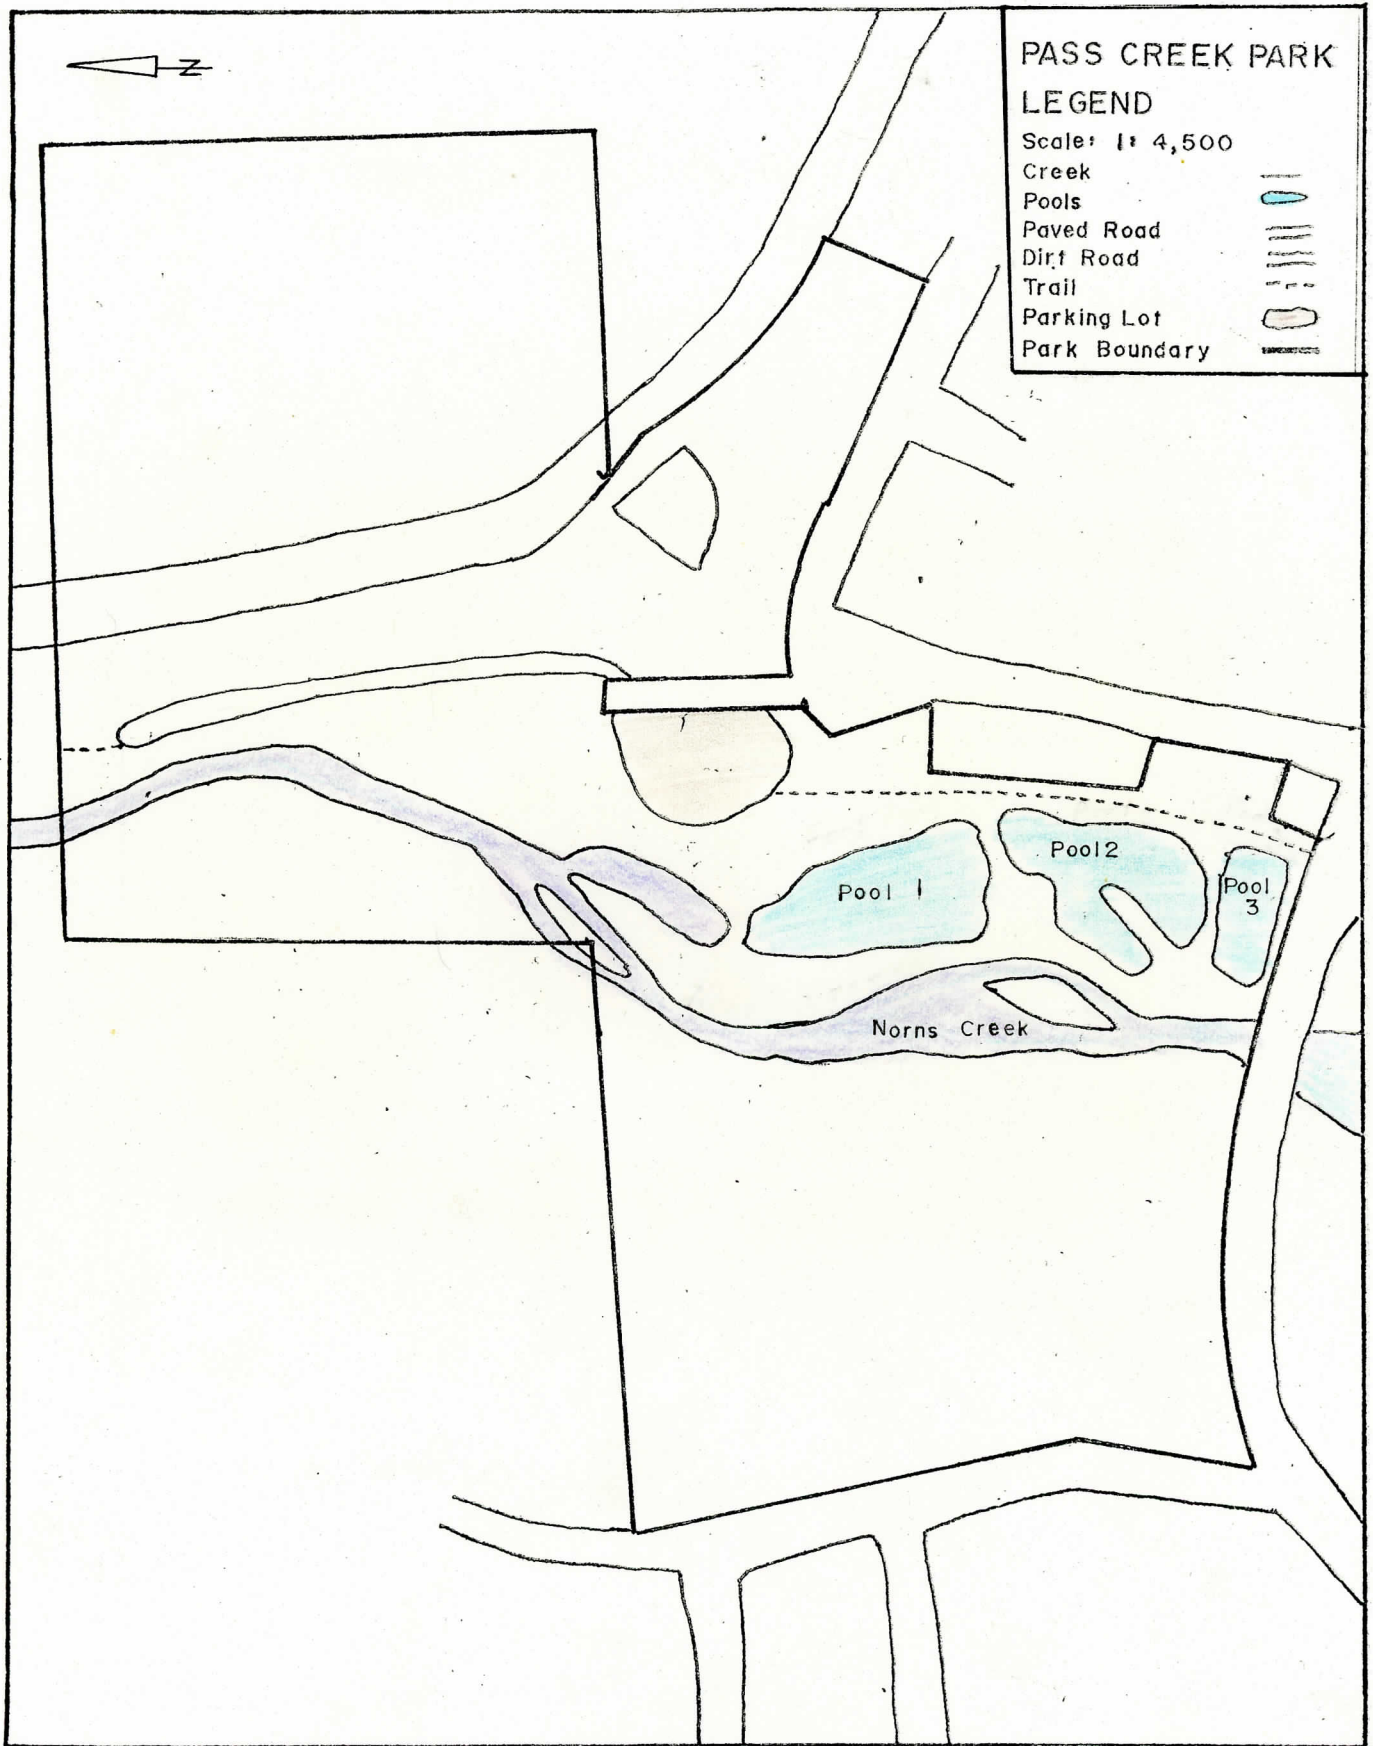 N
PASS CREEK PARK
LEGEND
Scale: 1: 4,500
Creek
Pools
Paved Road
Dirt Road
Trail
Parking Lot
Park Boundary
Pool 1
Pool 2
Pool
3
Norns Creek